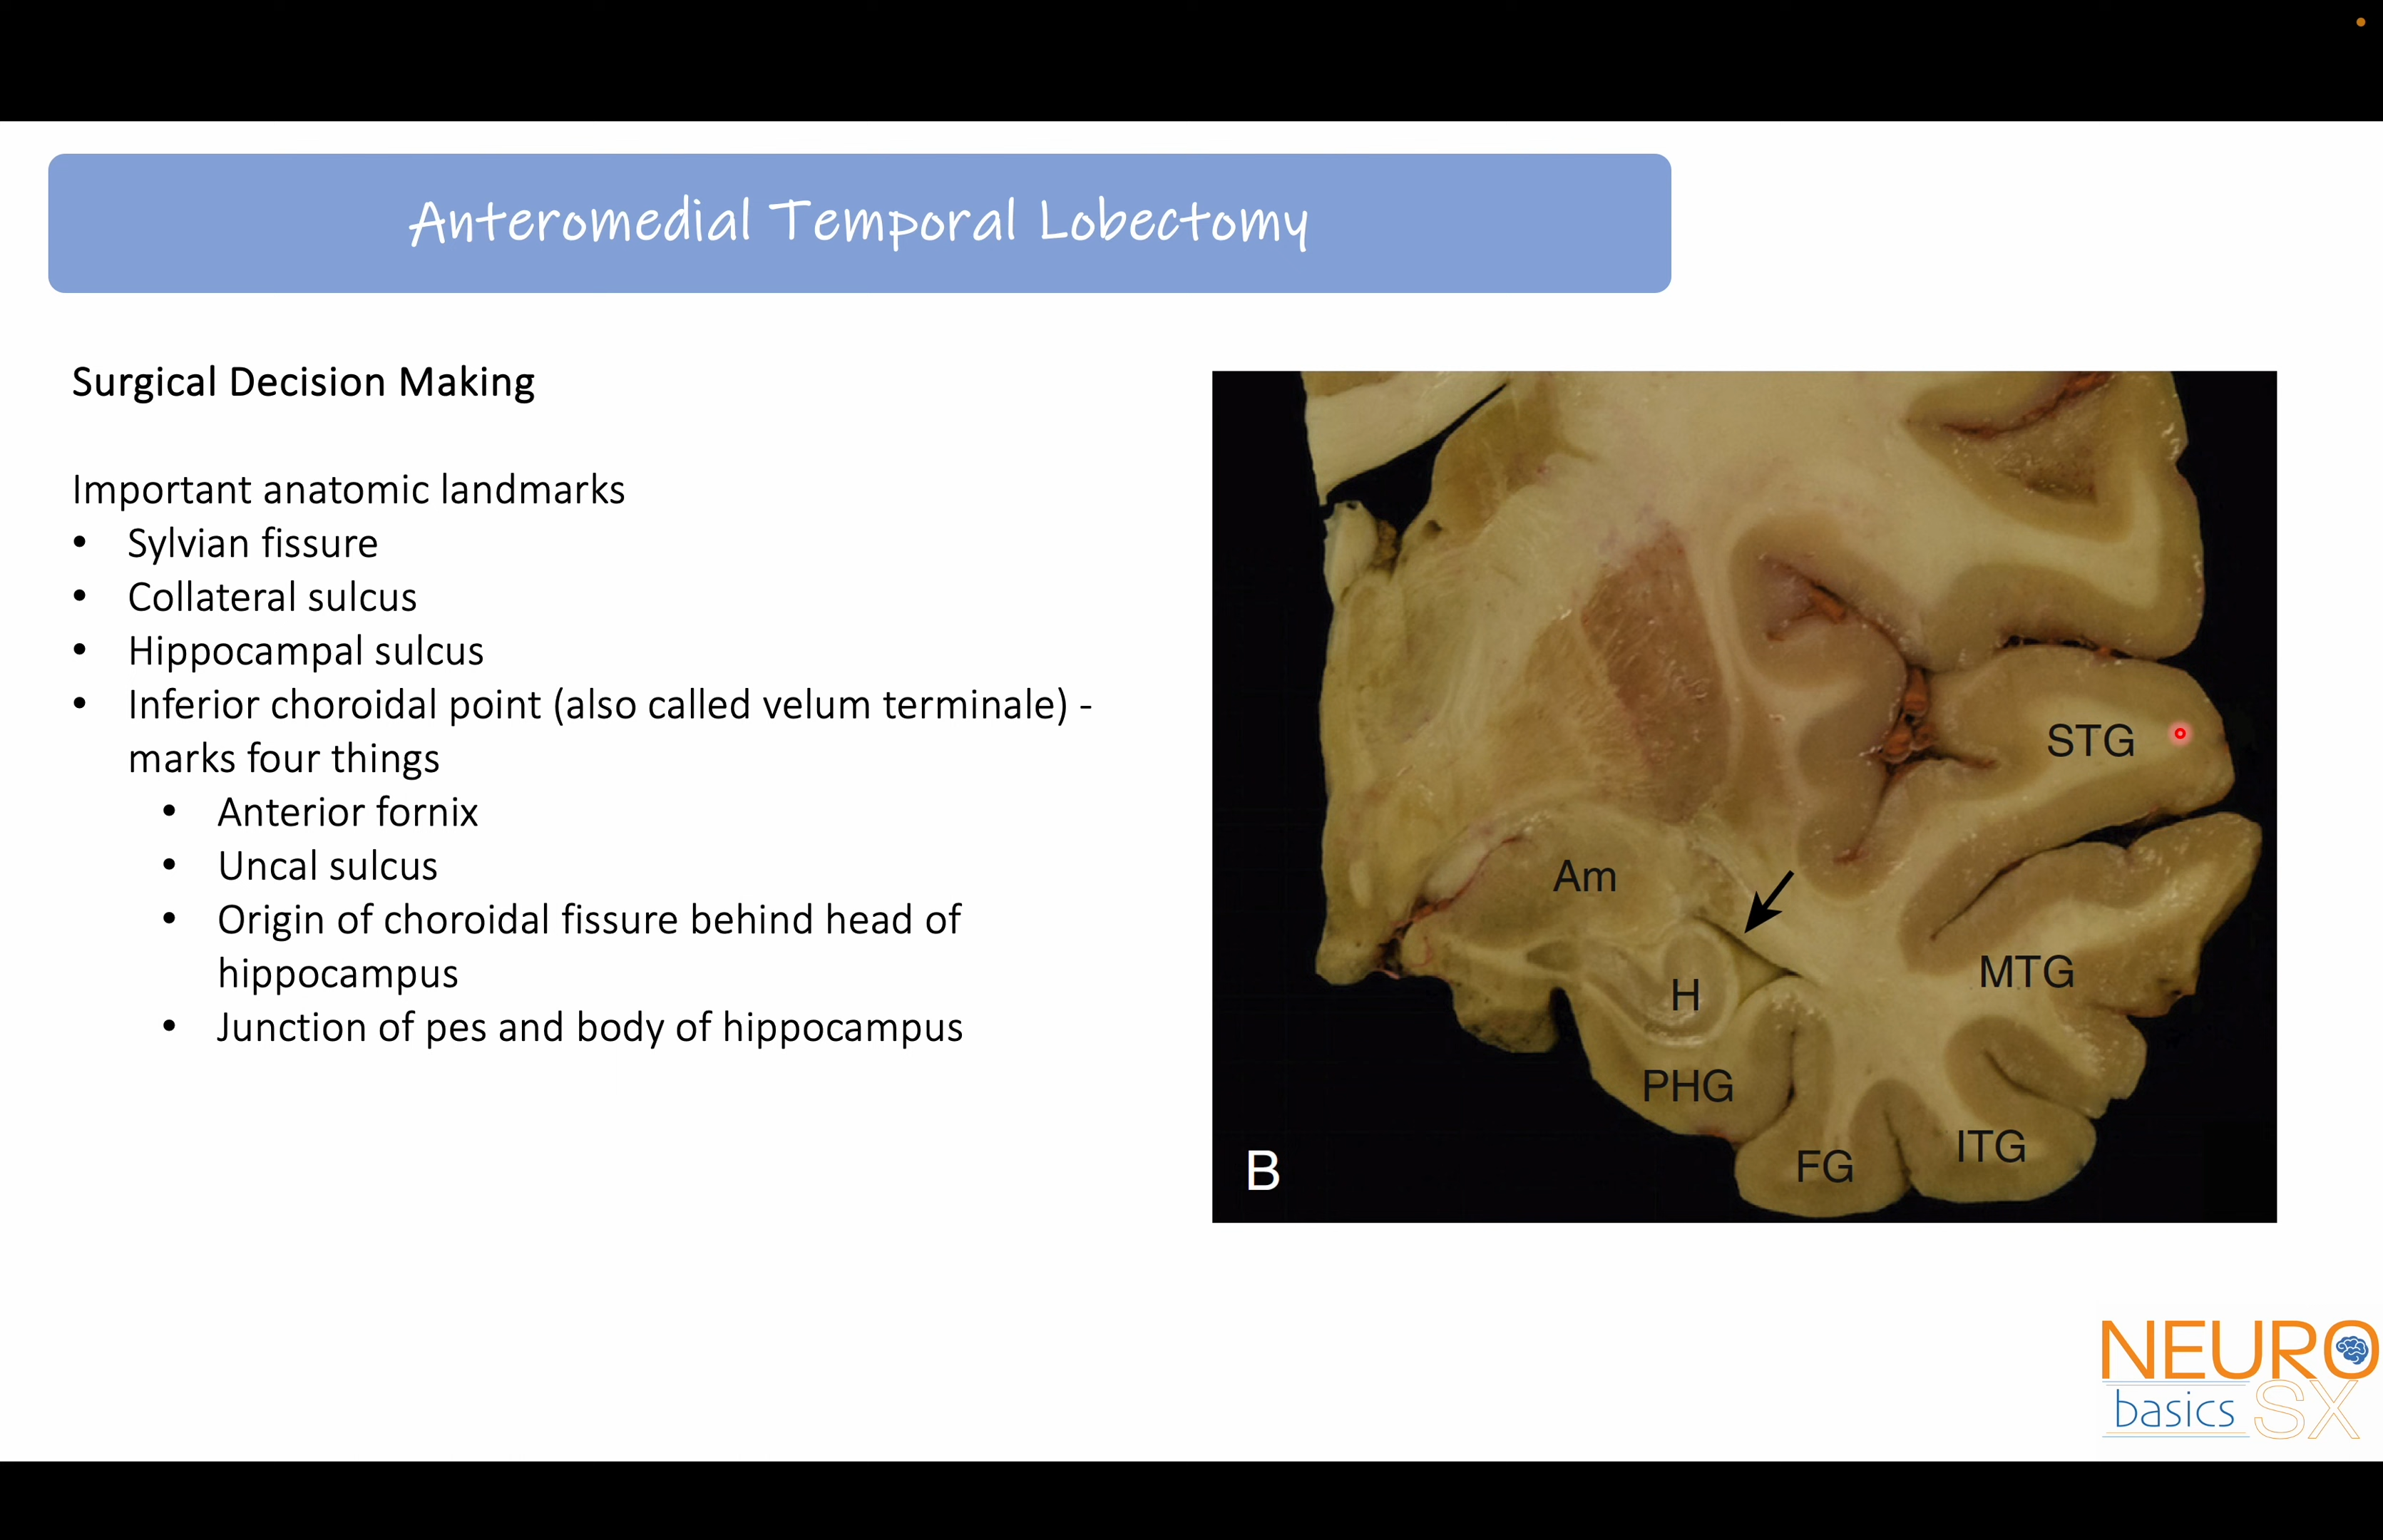 Anteromedial Temporal Lobectomy
Surgical Decision Making
Important anatomic landmarks
• Sylvian fissure
• Collateral sulcus
• Hippocampal sulcus
• Inferior choroidal point (also called velum terminale) -
marks four things
• Anterior fornix
• Uncal sulcus
• Origin of choroidal fissure behind head of
hippocampus
• Junction of pes and body of hippocampus
STG
Am
MTG
H
PHG
ITG
FG
B
NEURO
basics SX